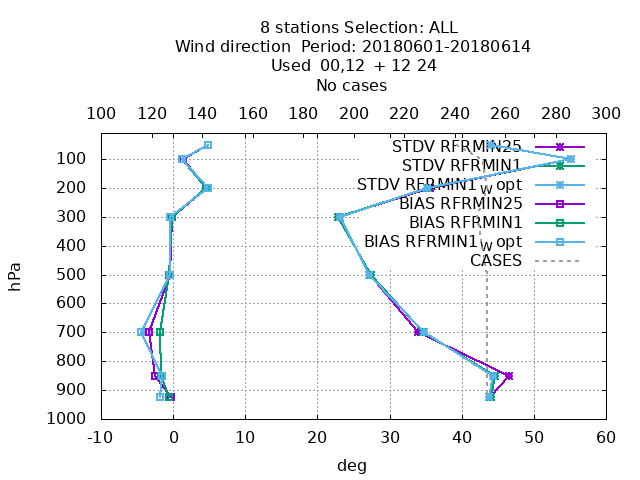 8 stations Selection: ALL
Wind direction  Period: 20180601-20180614
Used  00,12  + 12 24
No cases
100 120 140 160 180 200 220 240 260 280 300
STDV RFRMIN25
STDV RFRMIN1
STDV RFRMIN1_w opt
BIAS RFRMIN25
BIAS RFRMIN1
BIAS RFRMIN1_w opt
CASES
100
200
300
400
500
600
700
800
900
1000
hPa
-10 0 10 20 30 40 50 60
deg